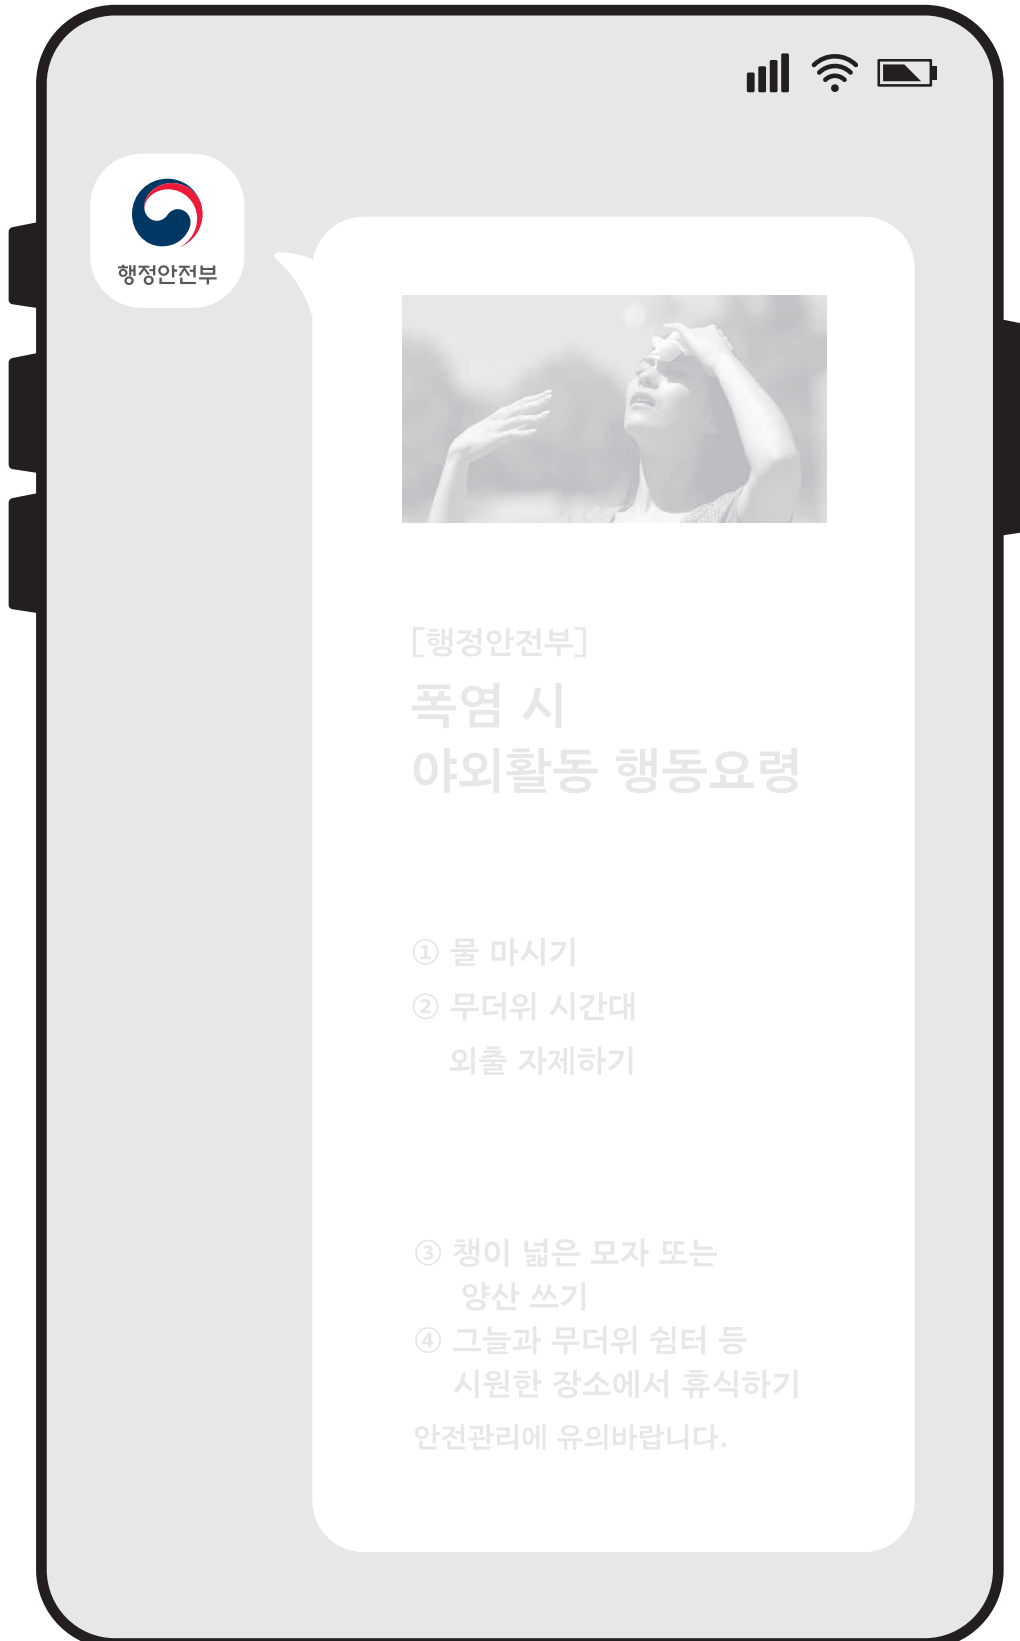 행정안전부
[행정안전부]
폭염 시
야외활동 행동요령
① 물 마시기
② 무더위 시간대
외출 자제하기
③ 챙이 넓은 모자 또는
양산 쓰기
④ 그늘과 무더위 쉼터 등
시원한 장소에서 휴식하기
안전관리에 유의바랍니다.